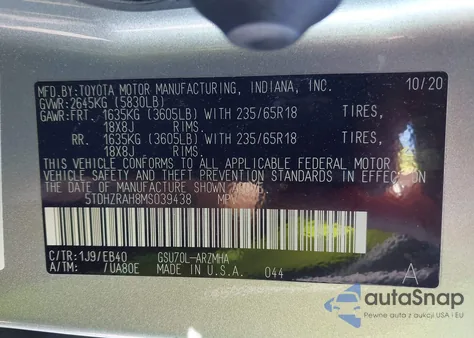 MFD.BY:TOYOTA MOTOR MANUFACTURING, INDIANA, INC. 10/20
GVWR:2645KG (5830LB)
GAWR:FRT. 1635KG (3605LB) WITH 235/65R18 TIRES,
18X8J RIMS.
RR. 1635KG (3605LB) WITH 235/65R18 TIRES,
18X8J RIMS.
THIS VEHICLE CONFORMS TO ALL APPLICABLE FEDERAL MOTOR
VEHICLE SAFETY AND THEFT PREVENTION STANDARDS IN EFFECT
ON THE DATE OF MANUFACTURE SHOWN ABOVE.
5TDHZRAH8MS039438 MPV
C/TR:1J9/EB40 GSU70L-ARZMHA
A/TM: /UA80E MADE IN U.S.A. 044 A
autoSnap
Pewne auta z aukcji USA i EU